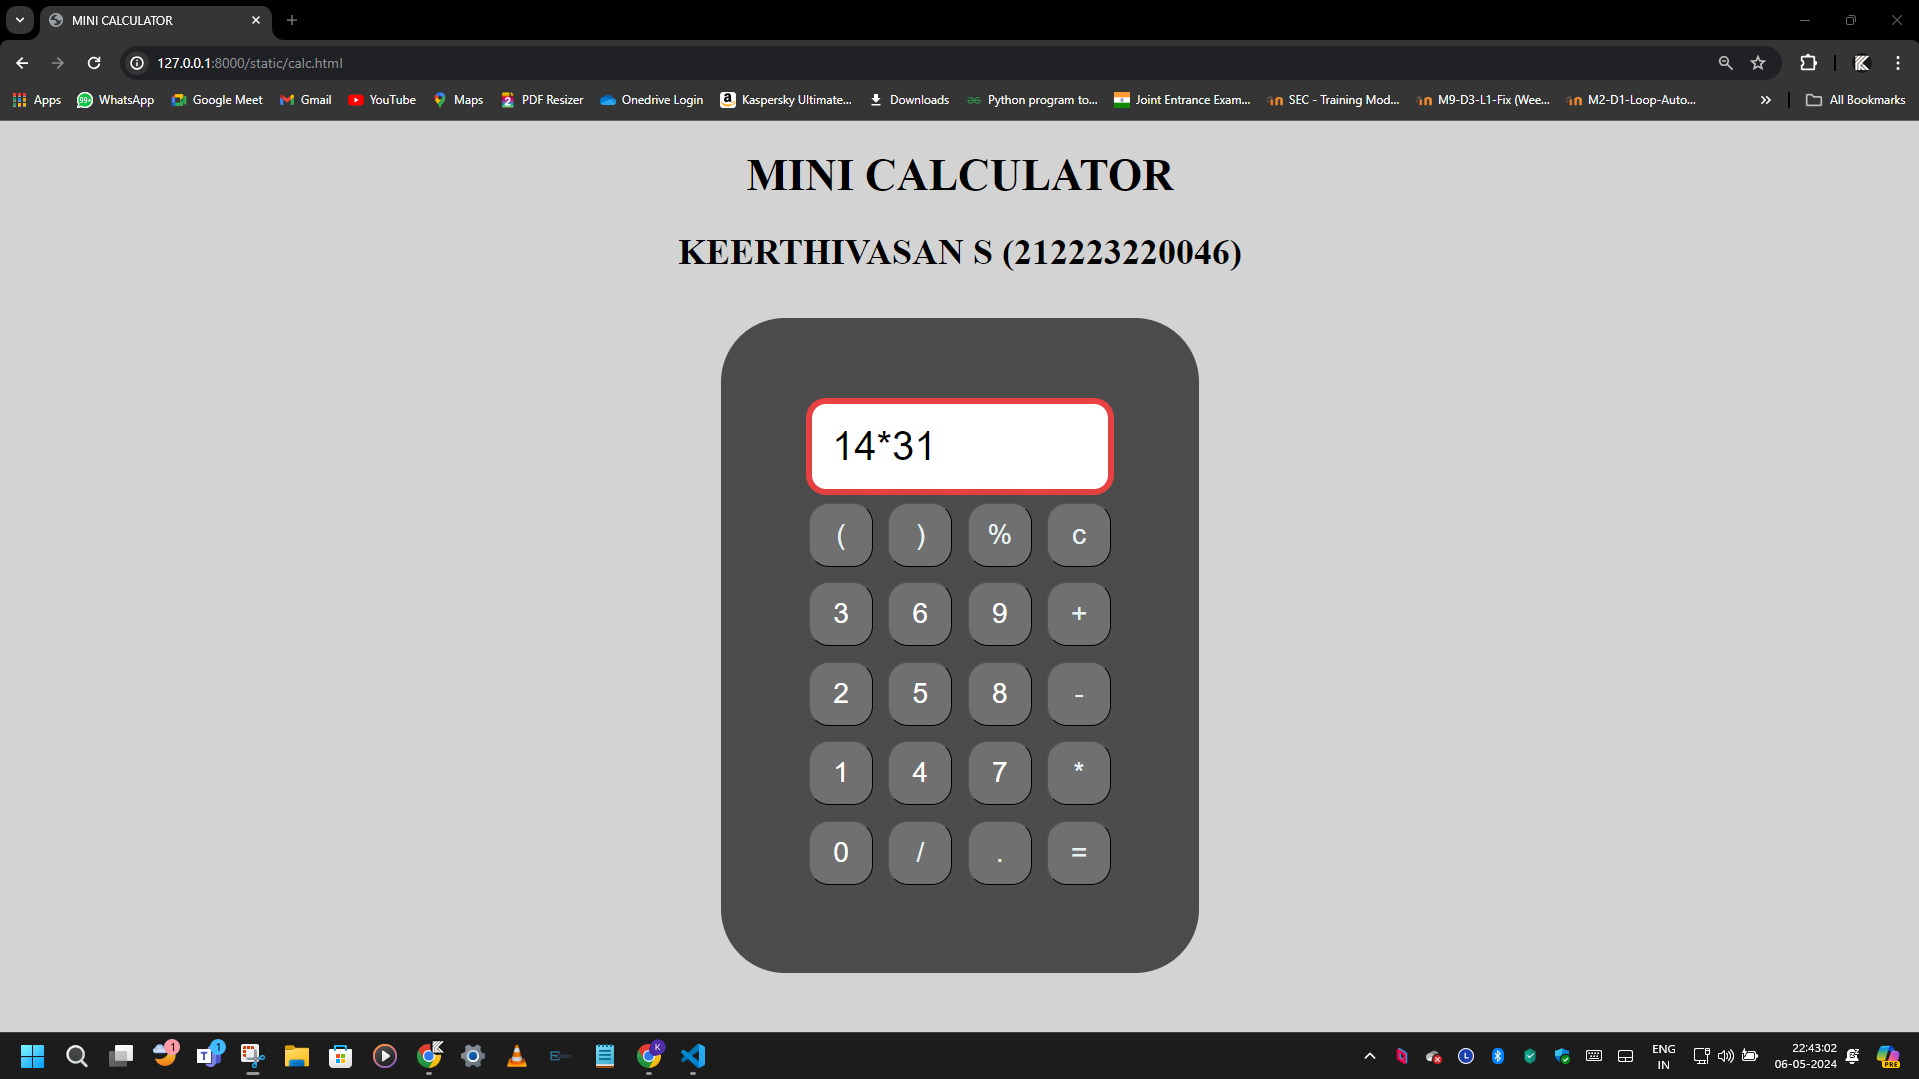 MINI CALCULATOR
127.0.0.1:8000/static/calc.html
Apps WhatsApp Google Meet Gmail YouTube Maps PDF Resizer Onedrive Login Kaspersky Ultimate... Downloads Python program to... Joint Entrance Exam... SEC - Training Mod... M9-D3-L1-Fix (Wee... M2-D1-Loop-Auto... All Bookmarks
MINI CALCULATOR
KEERTHIVASAN S (212223220046)
14*31
( ) % c
3 6 9 +
2 5 8 -
1 4 7 *
0 / . =
ENG 22:43:02
IN 06-05-2024